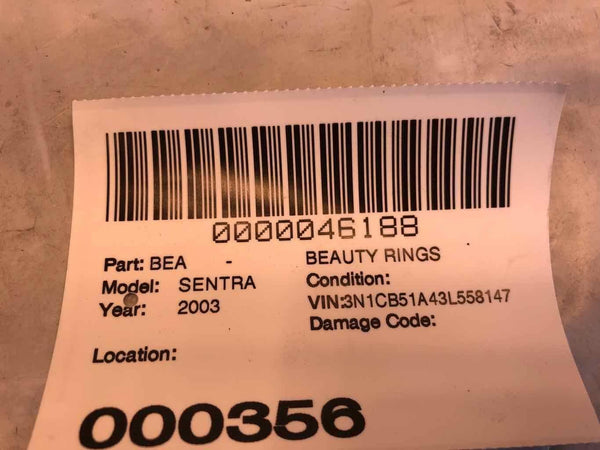 0000046188
Part: BEA - BEAUTY RINGS
Model: SENTRA Condition:
Year: 2003 VIN:3N1CB51A43L558147
Damage Code:
Location:
000356